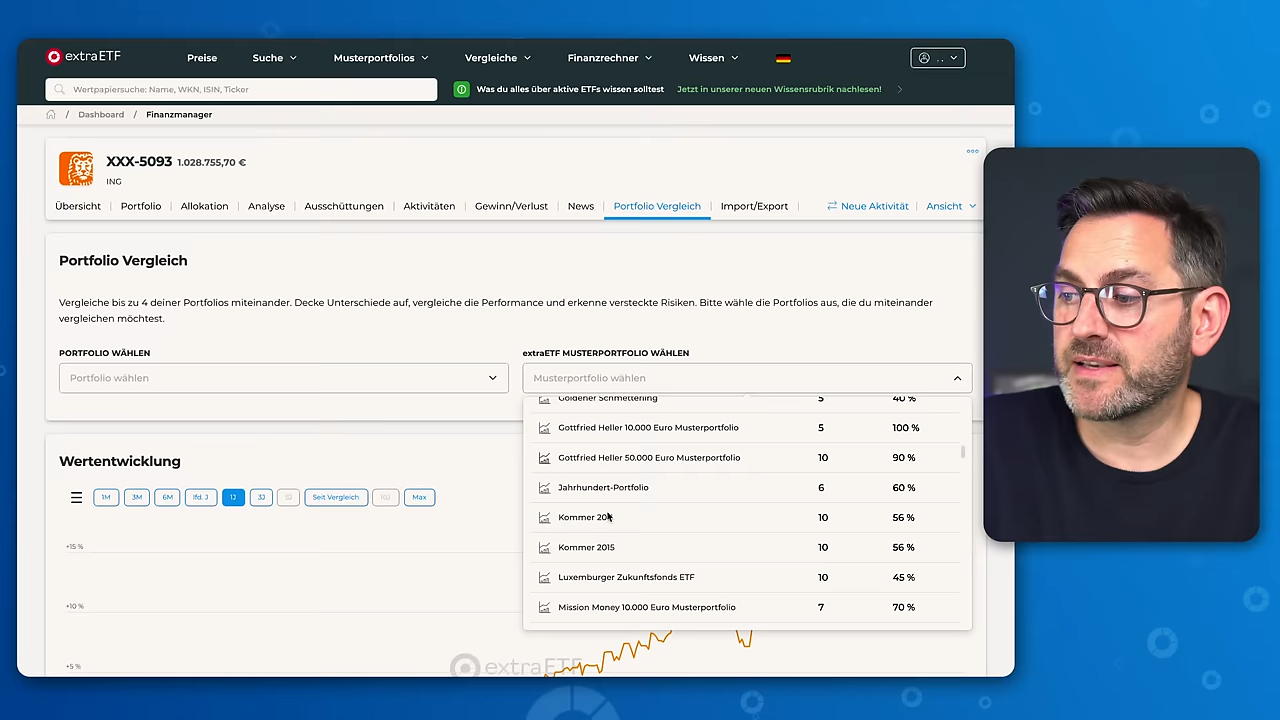 extraETF
Preise
Suche
Musterportfolios
Vergleiche
Finanzrechner
Wissen
..
Wertpapiersuche: Name, WKN, ISIN, Ticker
Was du alles über aktive ETFs wissen solltest
Jetzt in unserer neuen Wissensrubrik nachlesen!
/ Dashboard / Finanzmanager
XXX-5093 1.028.755,70 €
ING
Übersicht
Portfolio
Allokation
Analyse
Ausschüttungen
Aktivitäten
Gewinn/Verlust
News
Portfolio Vergleich
Import/Export
Neue Aktivität
Ansicht
Portfolio Vergleich
Vergleiche bis zu 4 deiner Portfolios miteinander. Decke Unterschiede auf, vergleiche die Performance und erkenne versteckte Risiken. Bitte wähle die Portfolios aus, die du miteinander
vergleichen möchtest.
PORTFOLIO WÄHLEN
Portfolio wählen
extraETF MUSTERPORTFOLIO WÄHLEN
Musterportfolio wählen
Goldener Schmetterling 5 40 %
Gottfried Heller 10.000 Euro Musterportfolio 5 100 %
Gottfried Heller 50.000 Euro Musterportfolio 10 90 %
Jahrhundert-Portfolio 6 60 %
Kommer 10 56 %
Kommer 2015 10 56 %
Luxemburger Zukunftsfonds ETF 10 45 %
Mission Money 10.000 Euro Musterportfolio 7 70 %
Wertentwicklung
1M
3M
6M
lfd. J
1J
3J
5J
Seit Vergleich
10J
Max
+15 %
+10 %
+5 %
extraETF